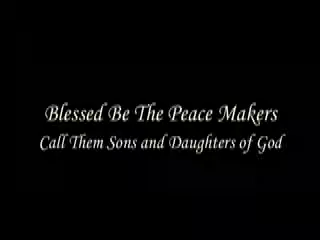 Blessed Be The Peace Makers
Call Them Sons and Daughters of God